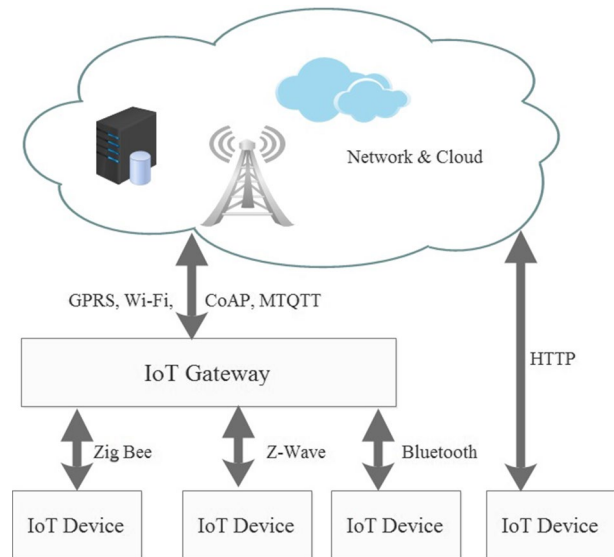 Network & Cloud
GPRS, Wi-Fi, CoAP, MTQTT
IoT Gateway
HTTP
Zig Bee
Z-Wave
Bluetooth
IoT Device
IoT Device
IoT Device
IoT Device